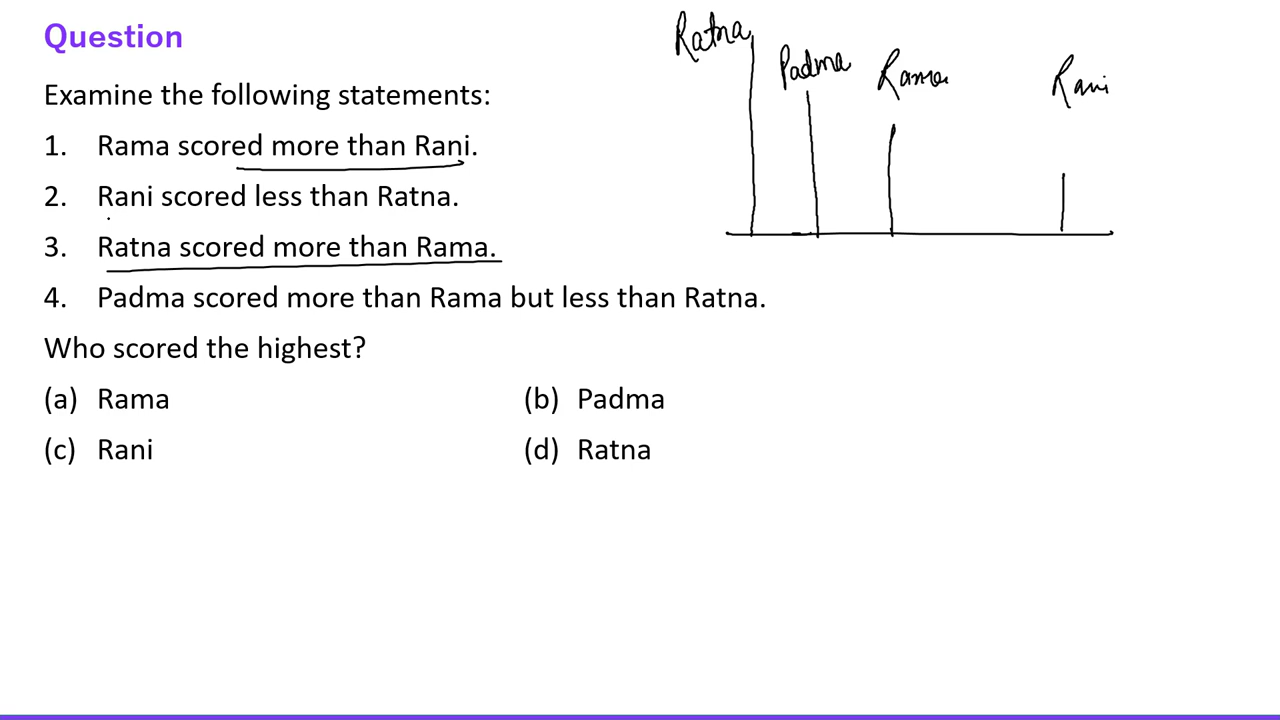 Question
Examine the following statements:
1. Rama scored more than Rani.
2. Rani scored less than Ratna.
3. Ratna scored more than Rama.
4. Padma scored more than Rama but less than Ratna.
Who scored the highest?
(a) Rama (b) Padma
(c) Rani (d) Ratna
Ratna Padma Rama Rani